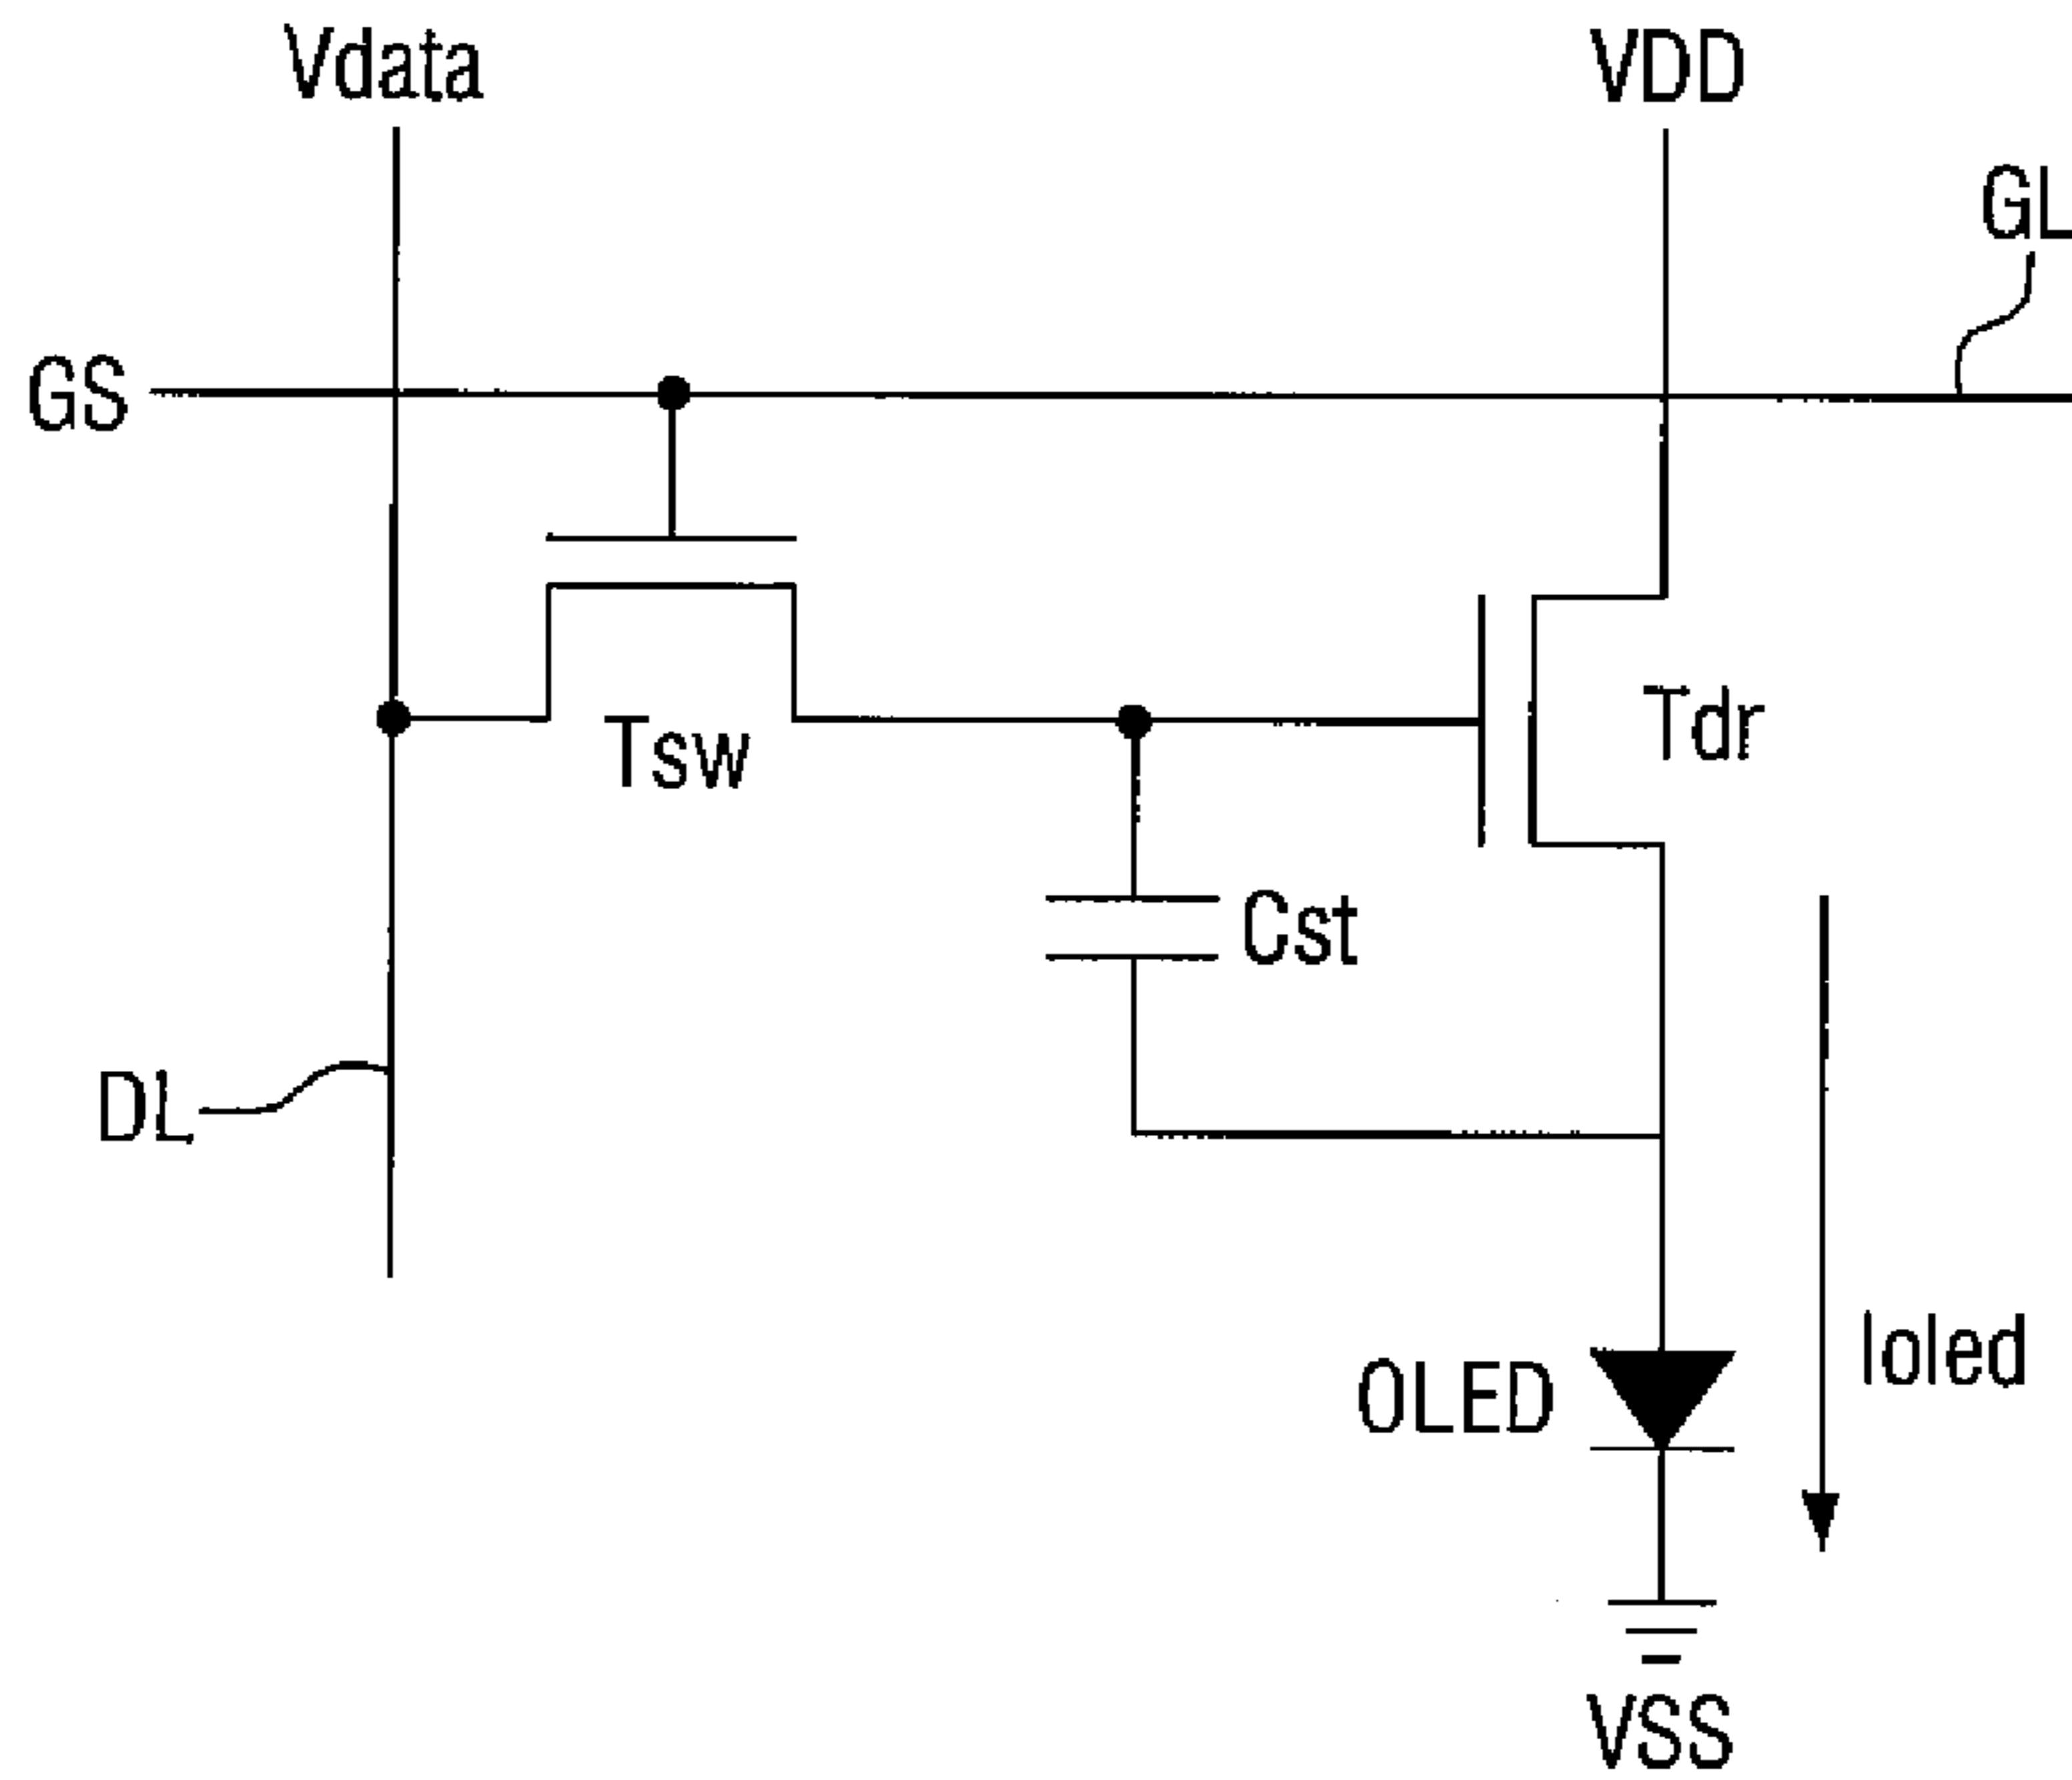 Vdata
VDD
GL
GS
Tsw
Tdr
Cst
DL
OLED
Ioled
VSS